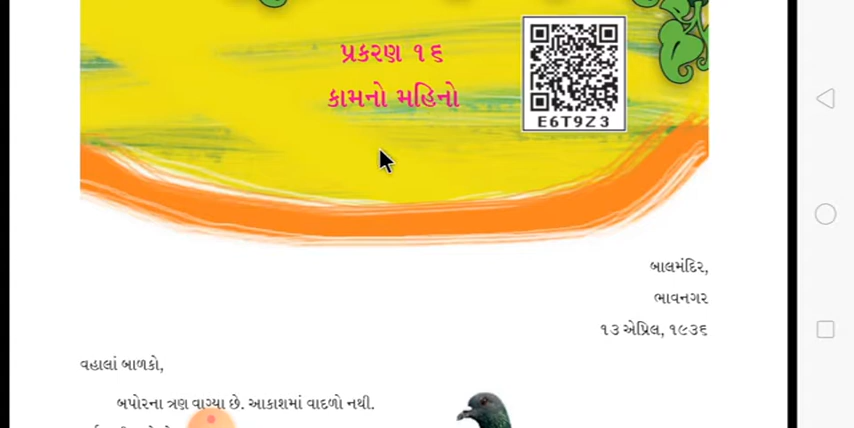 પ્રકરણ ૧૬
કામનો મહિનો
E6T9Z3
બાલમંદિર,
ભાવનગર
૧૩ એપ્રિલ, ૧૯૩૬
વહાલાં બાળકો,
બપોરના ત્રણ વાગ્યા છે. આકાશમાં વાદળો નથી.